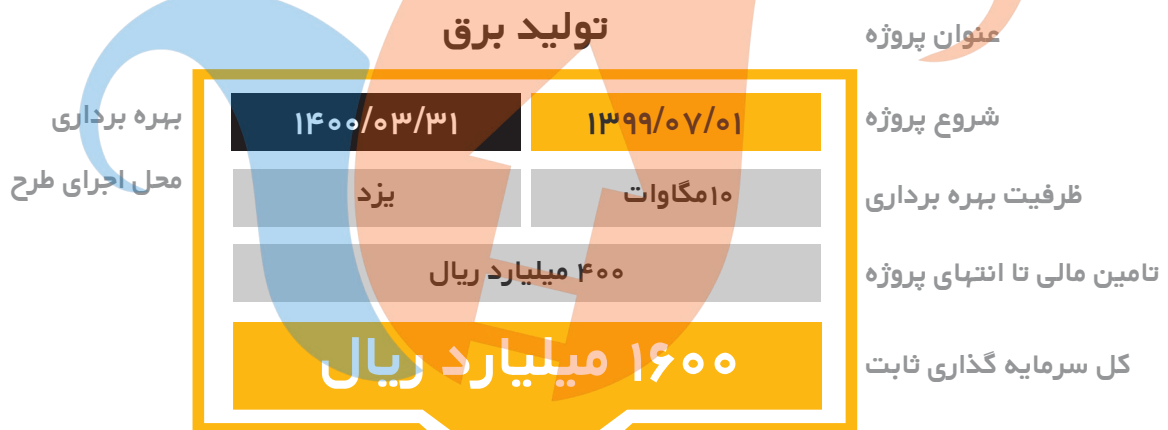 عنوان پروژه تولید برق
شروع پروژه ۱۳۹۹/۰۷/۰۱ ۱۴۰۰/۰۳/۳۱ بهره برداری
ظرفیت بهره برداری ۱۰مگاوات یزد محل اجرای طرح
تامین مالی تا انتهای پروژه ۴۰۰ میلیارد ریال
کل سرمایه گذاری ثابت ۱۶۰۰ میلیارد ریال